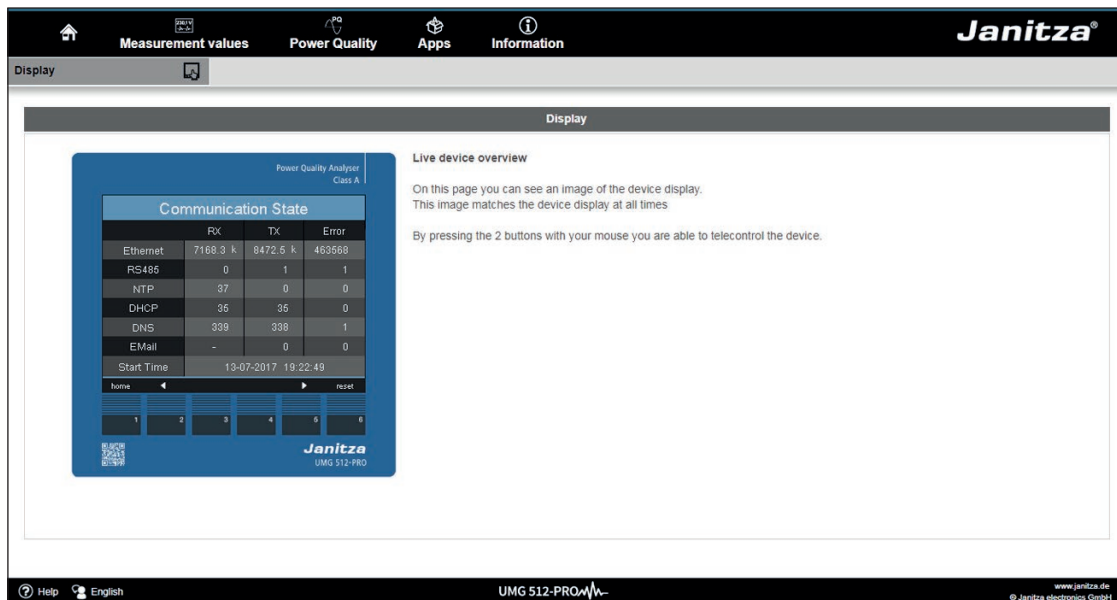 Measurement values Power Quality Apps Information Janitza®
Display
Display
Power Quality Analyser
Class A
Communication State
RX TX Error
Ethernet 7168.3 k 8472.5 k 463568
RS485 0 1 1
NTP 37 0 0
DHCP 35 35 0
DNS 339 338 1
EMail - 0 0
Start Time 13-07-2017 19:22:49
home reset
1 2 3 4 5 6
Janitza
UMG 512-PRO
Live device overview
On this page you can see an image of the device display.
This image matches the device display at all times
By pressing the 2 buttons with your mouse you are able to telecontrol the device.
Help English UMG 512-PRO www.janitza.de
© Janitza electronics GmbH